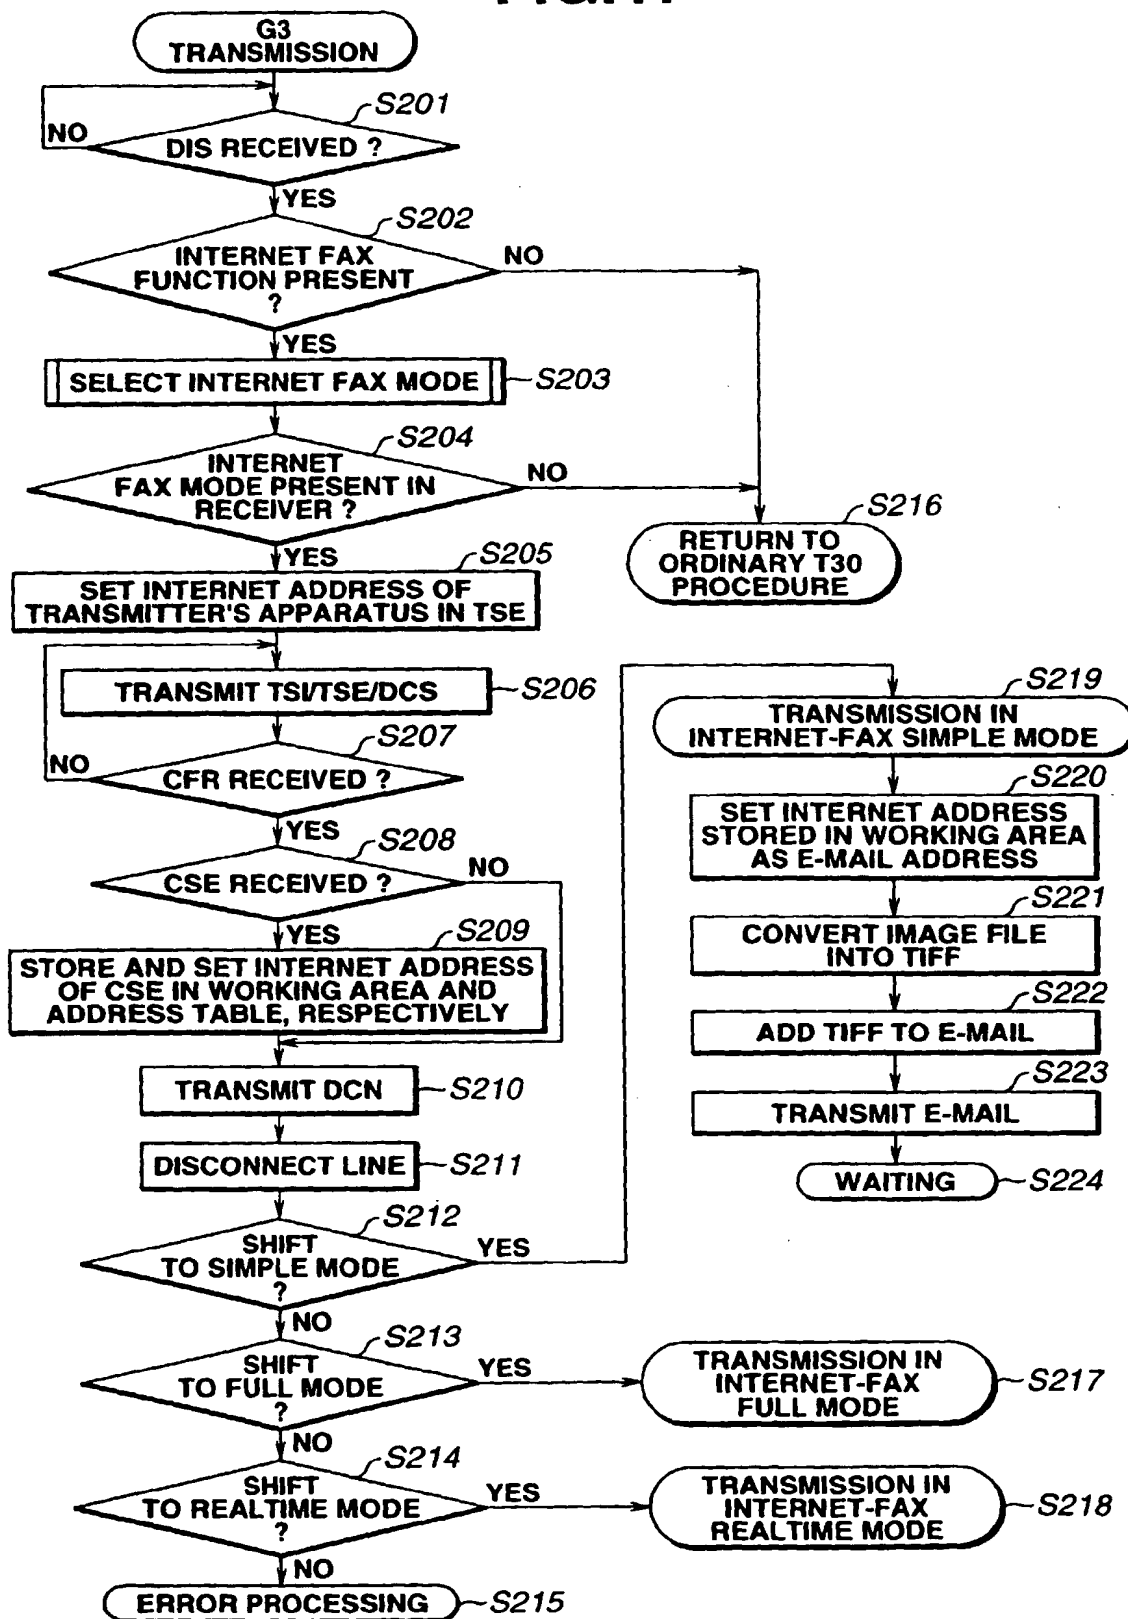 G3
TRANSMISSION
S201
NO
DIS RECEIVED ?
YES
S202
INTERNET FAX
FUNCTION PRESENT
?
NO
YES
SELECT INTERNET FAX MODE
S203
S204
INTERNET
FAX MODE PRESENT IN
RECEIVER ?
NO
YES
S216
RETURN TO
ORDINARY T30
PROCEDURE
S205
SET INTERNET ADDRESS OF
TRANSMITTER'S APPARATUS IN TSE
TRANSMIT TSI/TSE/DCS
S206
S207
NO
CFR RECEIVED ?
YES
S208
CSE RECEIVED ?
NO
YES
S209
STORE AND SET INTERNET ADDRESS
OF CSE IN WORKING AREA AND
ADDRESS TABLE, RESPECTIVELY
TRANSMIT DCN
S210
DISCONNECT LINE
S211
S212
SHIFT
TO SIMPLE MODE
?
YES
NO
S213
SHIFT
TO FULL MODE
?
YES
NO
TRANSMISSION IN
INTERNET-FAX
FULL MODE
S217
S214
SHIFT
TO REALTIME MODE
?
YES
NO
TRANSMISSION IN
INTERNET-FAX
REALTIME MODE
S218
ERROR PROCESSING
S215
S219
TRANSMISSION IN
INTERNET-FAX SIMPLE MODE
S220
SET INTERNET ADDRESS
STORED IN WORKING AREA
AS E-MAIL ADDRESS
S221
CONVERT IMAGE FILE
INTO TIFF
S222
ADD TIFF TO E-MAIL
S223
TRANSMIT E-MAIL
WAITING
S224